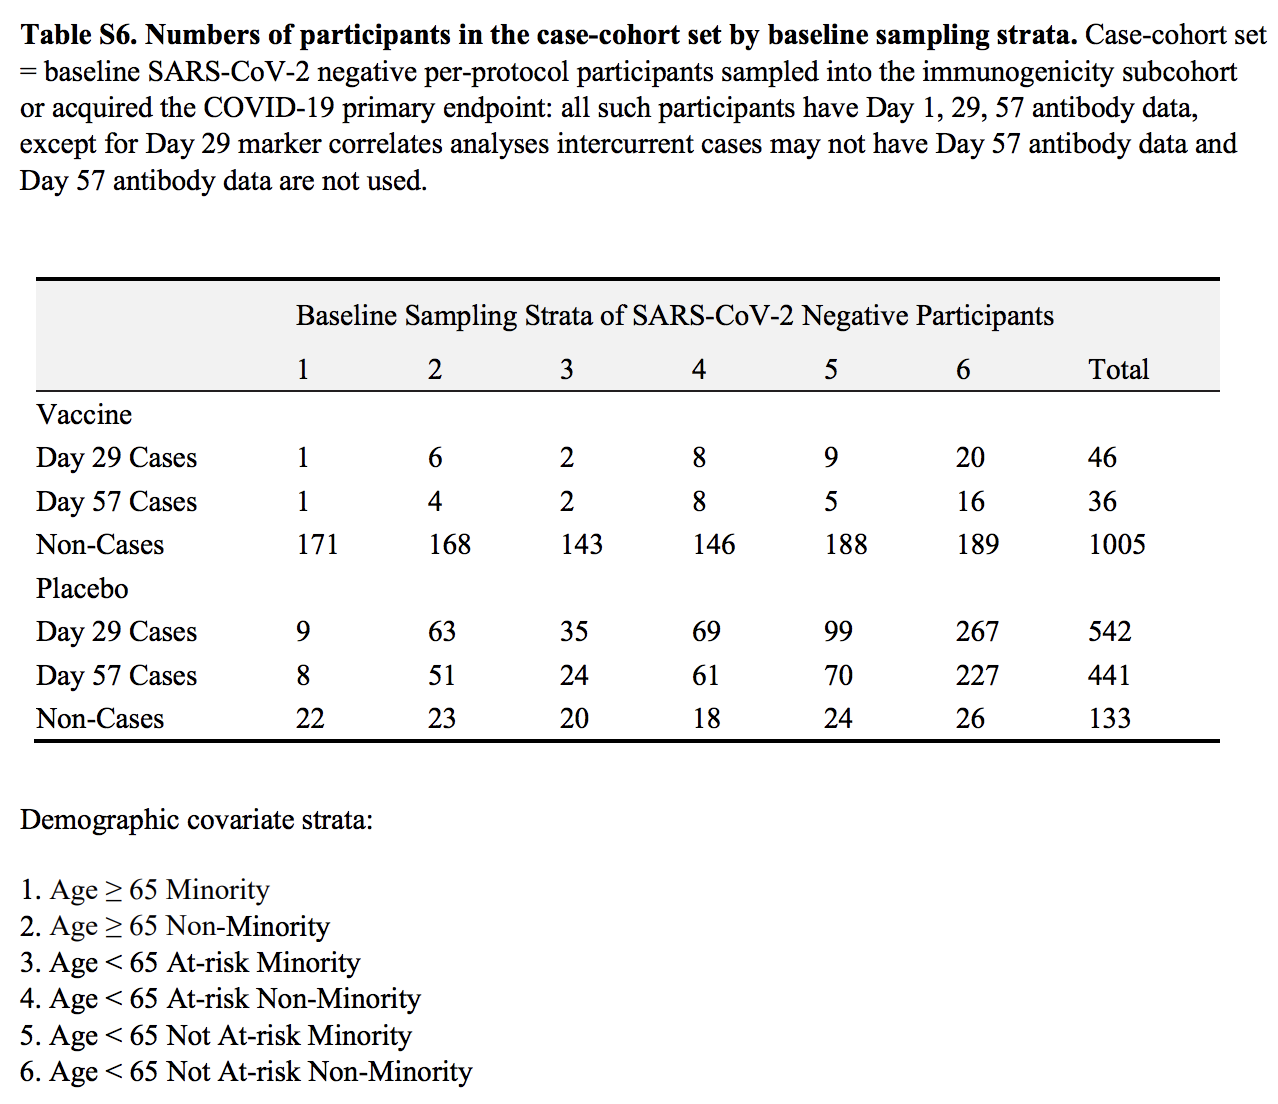 Table S6. Numbers of participants in the case-cohort set by baseline sampling strata. Case-cohort set
= baseline SARS-CoV-2 negative per-protocol participants sampled into the immunogenicity subcohort
or acquired the COVID-19 primary endpoint: all such participants have Day 1, 29, 57 antibody data,
except for Day 29 marker correlates analyses intercurrent cases may not have Day 57 antibody data and
Day 57 antibody data are not used.
Baseline Sampling Strata of SARS-CoV-2 Negative Participants
1 2 3 4 5 6 Total
Vaccine
Day 29 Cases 1 6 2 8 9 20 46
Day 57 Cases 1 4 2 8 5 16 36
Non-Cases 171 168 143 146 188 189 1005
Placebo
Day 29 Cases 9 63 35 69 99 267 542
Day 57 Cases 8 51 24 61 70 227 441
Non-Cases 22 23 20 18 24 26 133
Demographic covariate strata:
1. Age ≥ 65 Minority
2. Age ≥ 65 Non-Minority
3. Age < 65 At-risk Minority
4. Age < 65 At-risk Non-Minority
5. Age < 65 Not At-risk Minority
6. Age < 65 Not At-risk Non-Minority